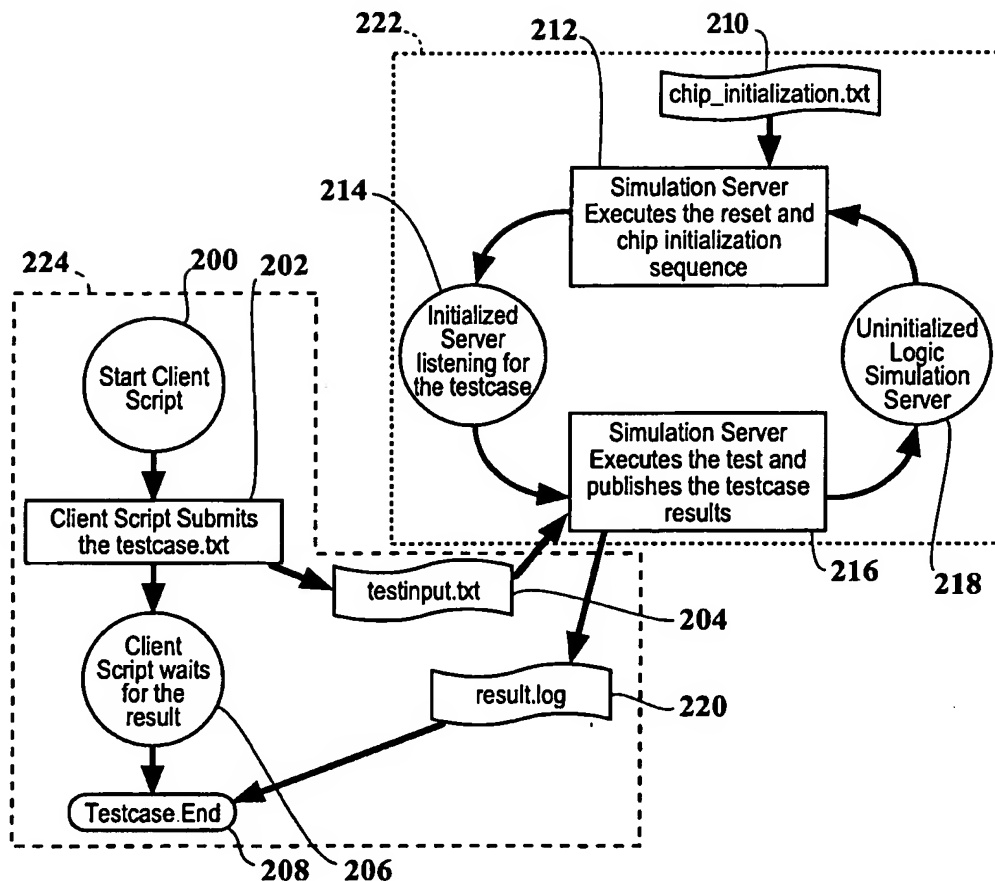 222
212
210
chip_initialization.txt
Simulation Server
Executes the reset and
chip initialization
sequence
214
224
200
202
Initialized
Server
listening for
the testcase
Uninitialized
Logic
Simulation
Server
Start Client
Script
Simulation Server
Executes the test and
publishes the testcase
results
Client Script Submits
the testcase.txt
216
218
testinput.txt
204
Client
Script waits
for the
result
result.log
220
Testcase.End
208
206